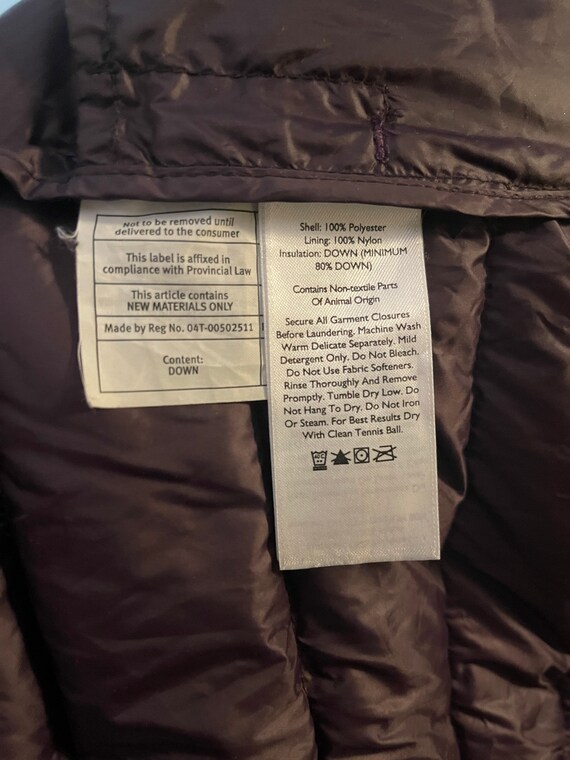 Not to be removed until
delivered to the consumer
This label is affixed in
compliance with Provincial Law
This article contains
NEW MATERIALS ONLY
Made by Reg No. 04T-00502511
Content:
DOWN
Shell: 100% Polyester
Lining: 100% Nylon
Insulation: DOWN (MINIMUM
80% DOWN)
Contains Non-textile Parts
Of Animal Origin
Secure All Garment Closures
Before Laundering. Machine Wash
Warm Delicate Separately. Mild
Detergent Only. Do Not Bleach.
Do Not Use Fabric Softeners.
Rinse Thoroughly And Remove
Promptly. Tumble Dry Low. Do
Not Hang To Dry. Do Not Iron
Or Steam. For Best Results Dry
With Clean Tennis Ball.